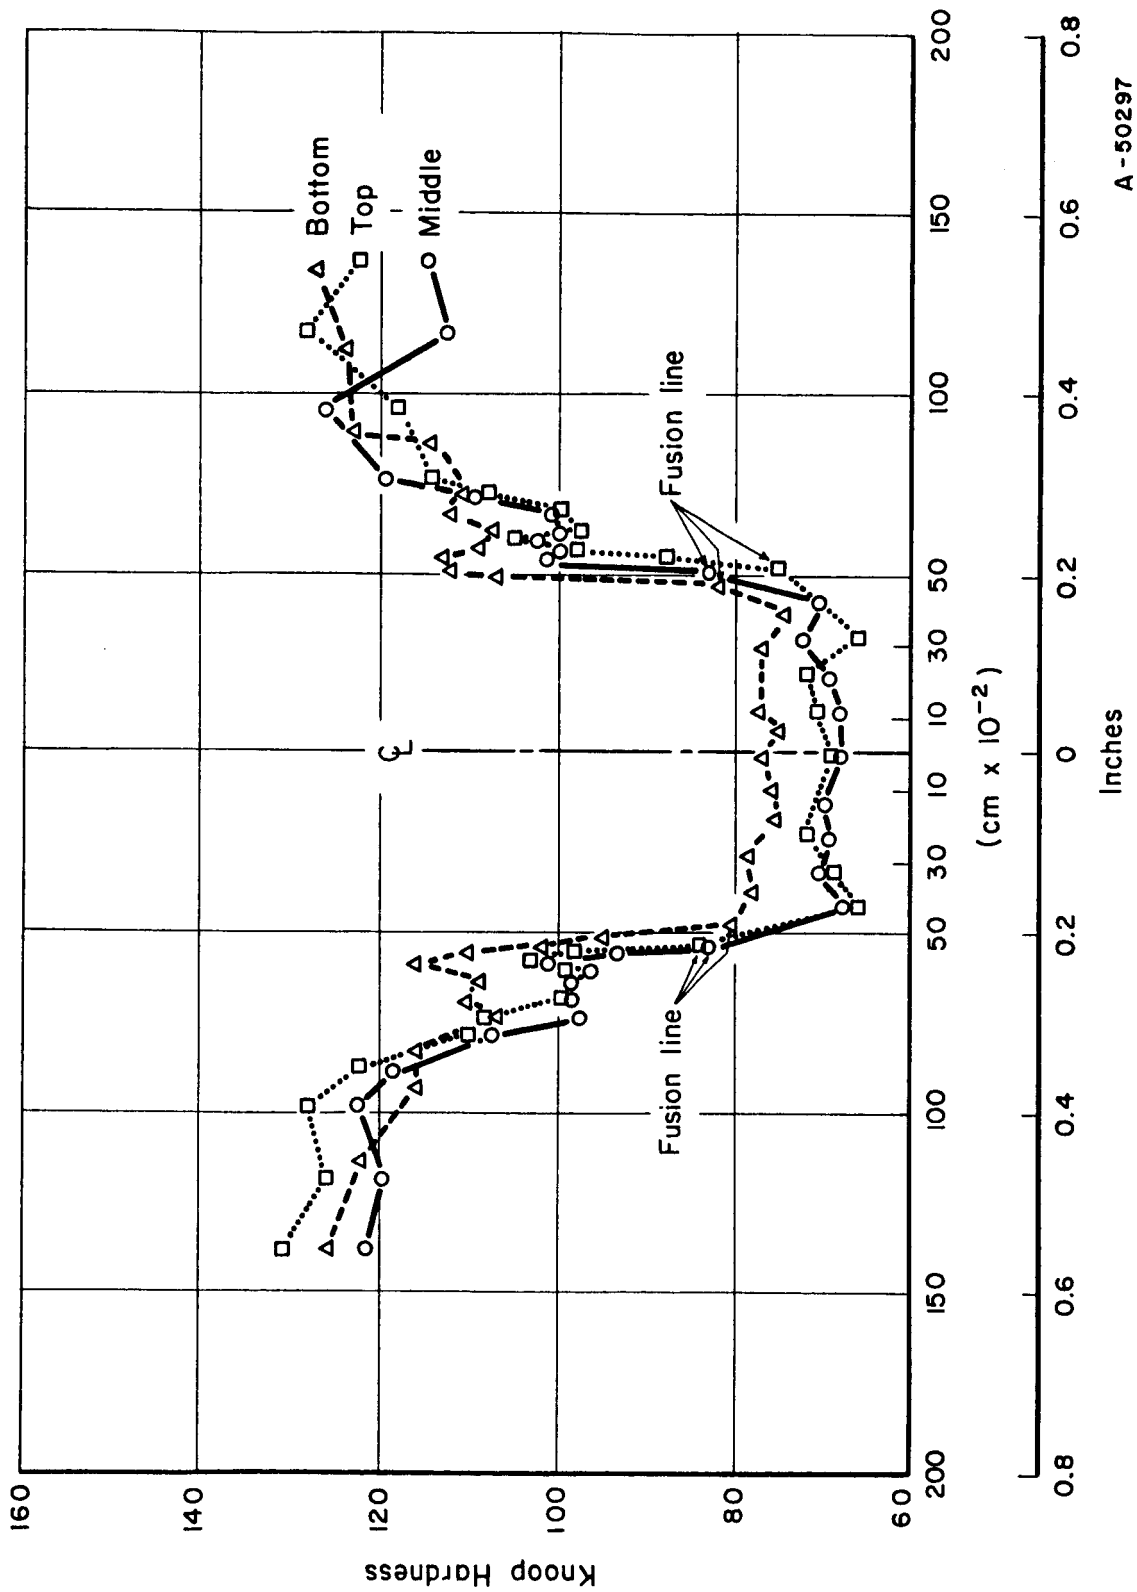 160
140
120
100
80
60
Knoop Hardness
Bottom
Top
Middle
Fusion line
Fusion line
CL
200 150 100 50 30 10 0 10 30 50 100 150 200
(cm x 10⁻²)
0.8 0.6 0.4 0.2 0 0.2 0.4 0.6 0.8
Inches
A-50297